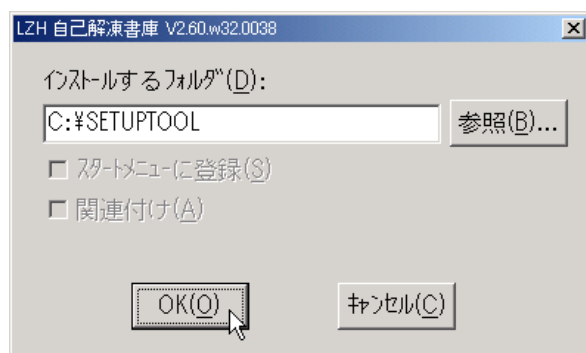 LZH 自己解凍書庫 V2.60.w32.0038
ｲﾝｽﾄｰﾙするﾌｫﾙﾀﾞ(D):
C:¥SETUPTOOL
参照(B)...
ｽﾀｰﾄﾒﾆｭｰに登録(S)
関連付け(A)
OK(O)
ｷｬﾝｾﾙ(C)